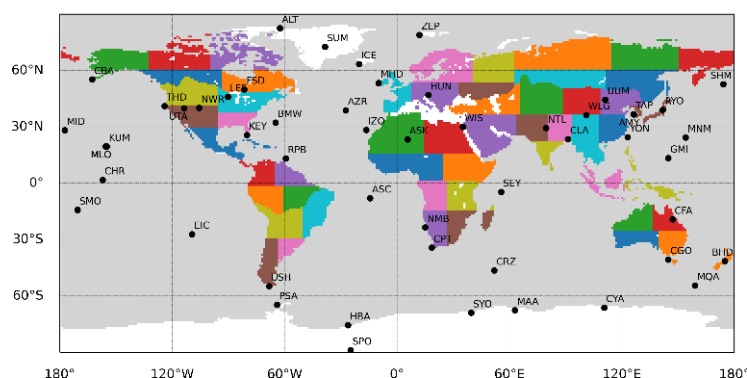 ALT
ZLP
SUM
ICE
60°N
CBA
MHD
SHM
LEF
FSD
HUN
UUM
THD
NWR
AZR
WLG
TAP
RYO
UTA
BMW
IZO
WIS
NTL
AMY
MID
30°N
KEY
ASK
CLA
YON
MNM
KUM
MLO
RPB
GMI
CHR
0°
ASC
SEY
SMO
LIC
NMB
CFA
30°S
CPT
CGO
BHD
USH
CRZ
MQA
60°S
PSA
SYO
MAA
CYA
HBA
SPO
180° 120°W 60°W 0° 60°E 120°E 180°